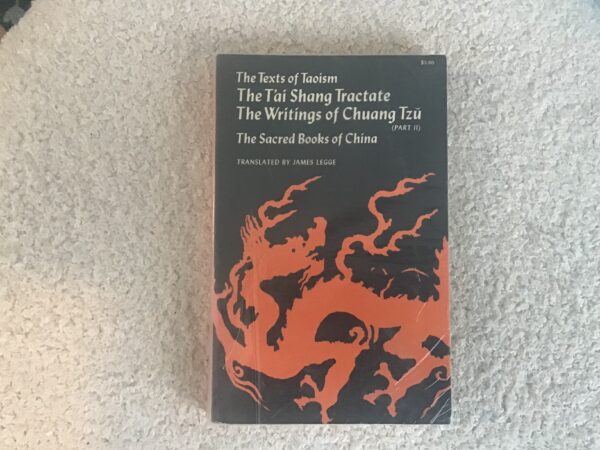 $3.00
The Texts of Taoism
The T'ai Shang Tractate
The Writings of Chuang Tzŭ
(PART II)
The Sacred Books of China
TRANSLATED BY JAMES LEGGE